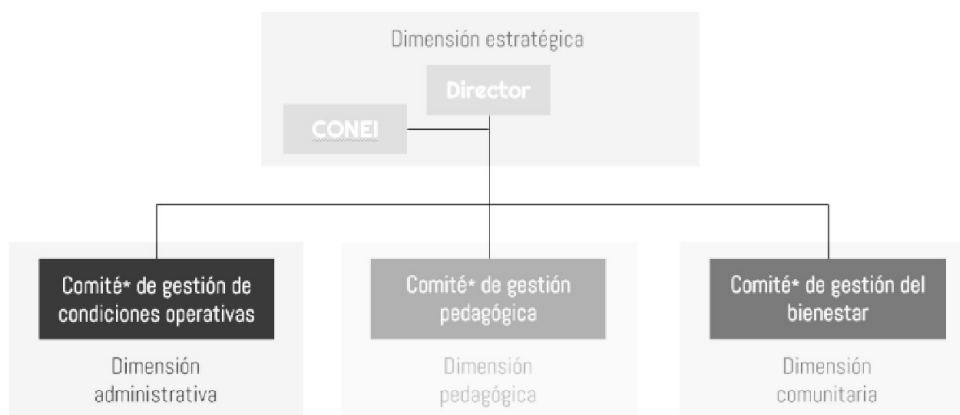 Dimensión estratégica
Director
CONEI
Comité* de gestión de
condiciones operativas
Dimensión
administrativa
Comité* de gestión
pedagógica
Dimensión
pedagógica
Comité* de gestión del
bienestar
Dimensión
comunitaria